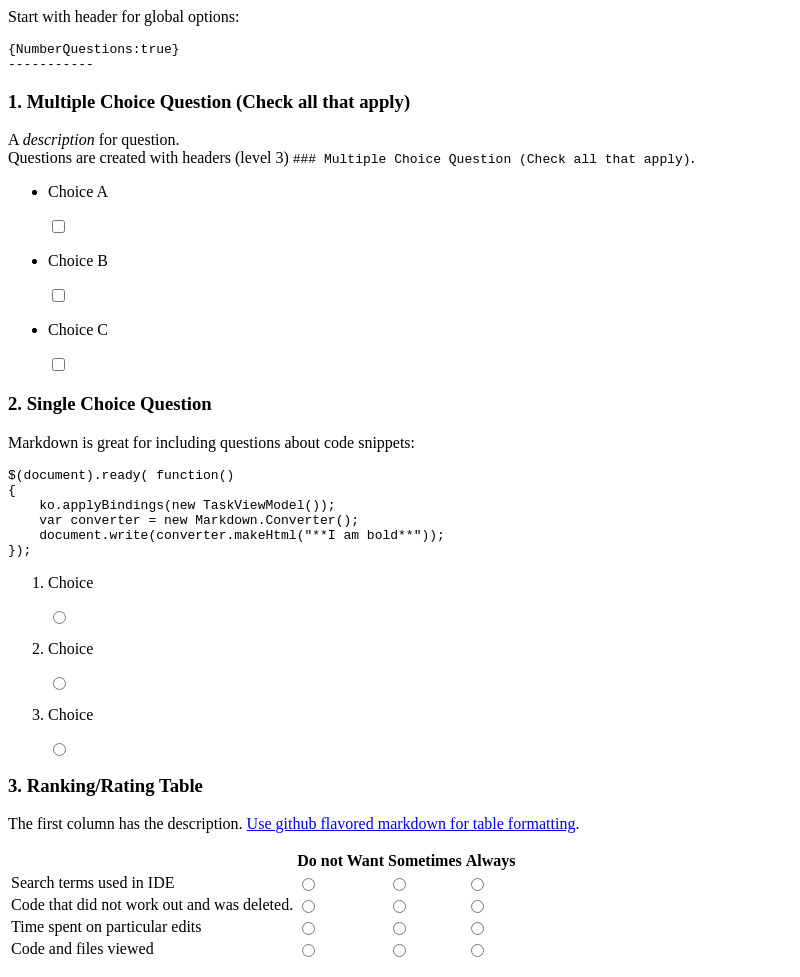 Start with header for global options:
{NumberQuestions:true}
-----------
1. Multiple Choice Question (Check all that apply)
A description for question.
Questions are created with headers (level 3) ### Multiple Choice Question (Check all that apply).
• Choice A
• Choice B
• Choice C
2. Single Choice Question
Markdown is great for including questions about code snippets:
$(document).ready( function()
{
    ko.applyBindings(new TaskViewModel());
    var converter = new Markdown.Converter();
    document.write(converter.makeHtml("**I am bold**"));
});
1. Choice
2. Choice
3. Choice
3. Ranking/Rating Table
The first column has the description. Use github flavored markdown for table formatting.
Do not Want Sometimes Always
Search terms used in IDE
Code that did not work out and was deleted.
Time spent on particular edits
Code and files viewed